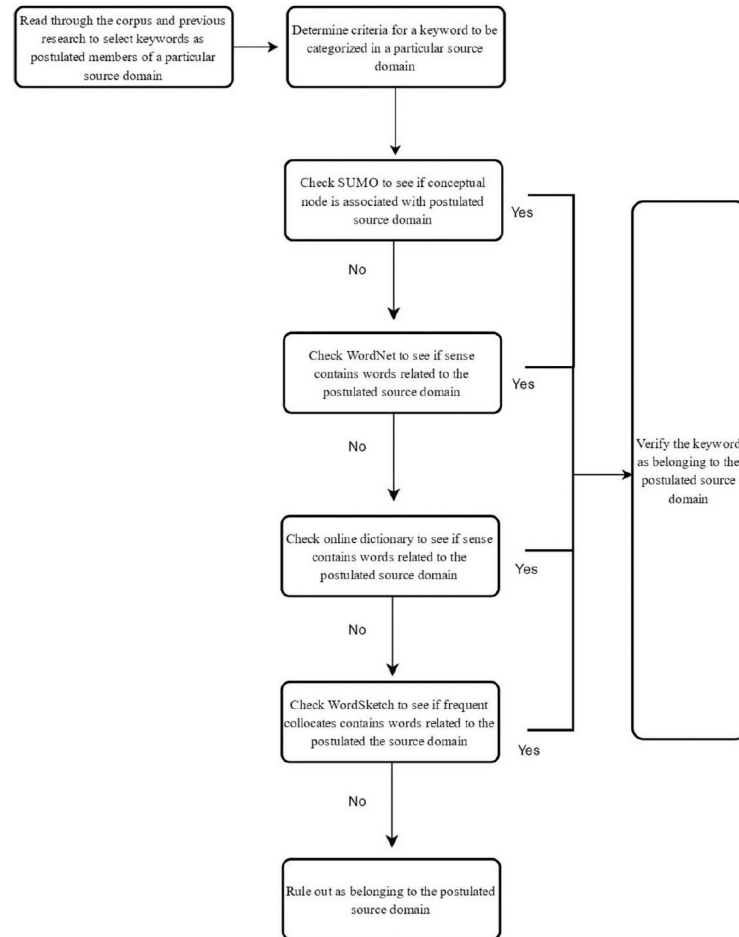 Read through the corpus and previous
research to select keywords as
postulated members of a particular
source domain
Determine criteria for a keyword to be
categorized in a particular source
domain
Check SUMO to see if conceptual
node is associated with postulated
source domain
Yes
No
Check WordNet to see if sense
contains words related to the
postulated source domain
Yes
No
Check online dictionary to see if sense
contains words related to the
postulated source domain
Yes
No
Check WordSketch to see if frequent
collocates contains words related to the
postulated the source domain
Yes
No
Rule out as belonging to the postulated
source domain
Verify the keyword
as belonging to the
postulated source
domain